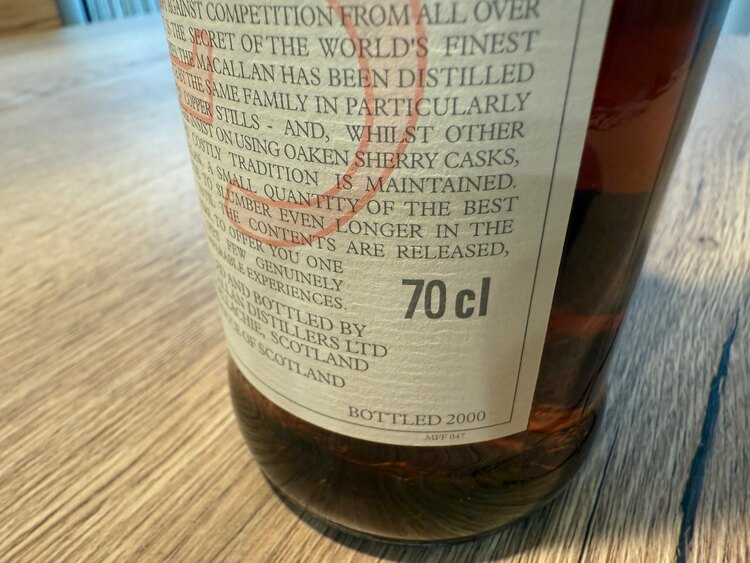 AGAINST COMPETITION FROM ALL OVER
THE SECRET OF THE WORLD'S FINEST
THE MACALLAN HAS BEEN DISTILLED
THE SAME FAMILY IN PARTICULARLY
COPPER STILLS - AND, WHILST OTHER
INSIST ON USING OAKEN SHERRY CASKS,
COSTLY TRADITION IS MAINTAINED.
A SMALL QUANTITY OF THE BEST
TO SLUMBER EVEN LONGER IN THE
THE CONTENTS ARE RELEASED,
TO OFFER YOU ONE
FEW GENUINELY
EXPERIENCES.
AND BOTTLED BY
DISTILLERS LTD
SCOTLAND
OF SCOTLAND
70 cl
BOTTLED 2000
MFF 047